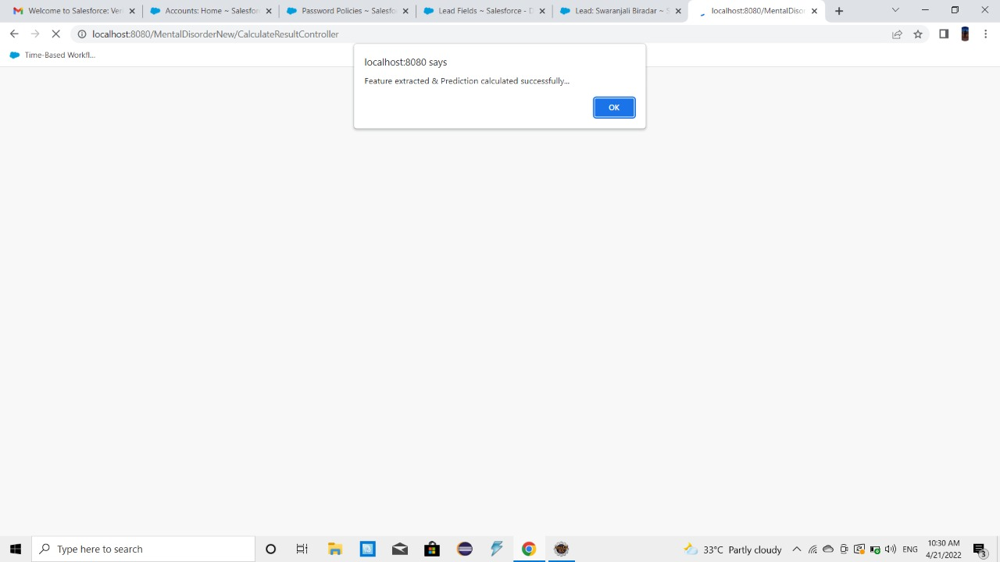 Welcome to Salesforce: Veri
Accounts: Home ~ Salesforc
Password Policies ~ Salesfo
Lead Fields ~ Salesforce - D
Lead: Swaranjali Biradar ~ S
localhost:8080/MentalDisor
localhost:8080/MentalDisorderNew/CalculateResultController
Time-Based Workfl...
localhost:8080 says
Feature extracted & Prediction calculated successfully...
OK
Type here to search
33°C Partly cloudy
ENG
10:30 AM
4/21/2022
3